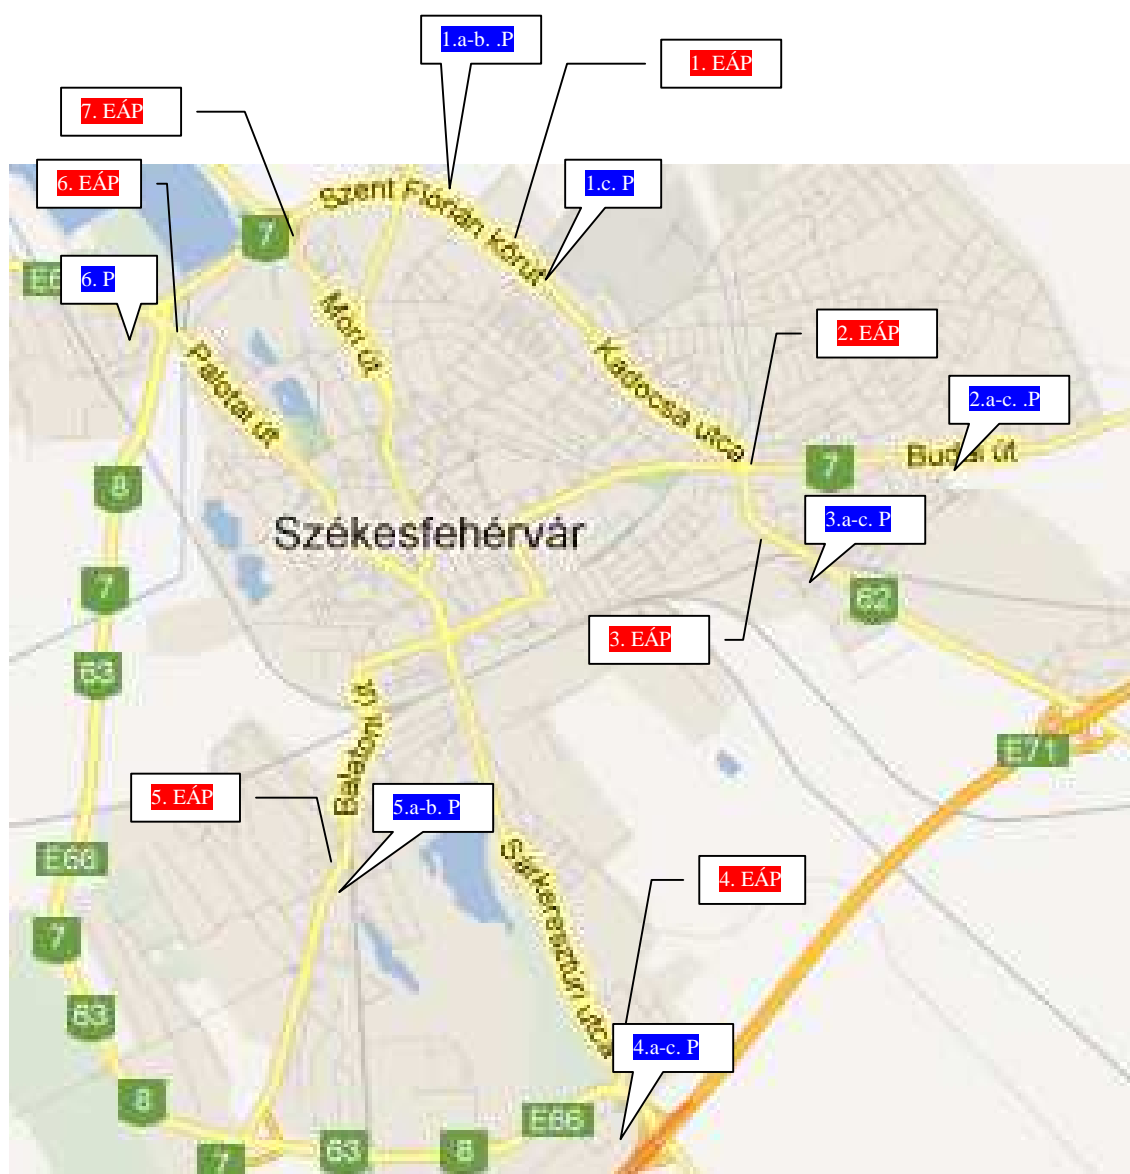 1.a-b. .P
1. EÁP
7. EÁP
6. EÁP
1.c. P
Szent Flórián körút
7
6. P
Móri út
2. EÁP
Palotai út
Kadocsa utca
2.a-c. .P
Budai út
7
8
3.a-c. P
Székesfehérvár
7
62
3. EÁP
63
E71
Balatoni út
5. EÁP
5.a-b. P
E66
Sárkeresztúri utca
4. EÁP
7
63
4.a-c. P
8
E66
7
63
8